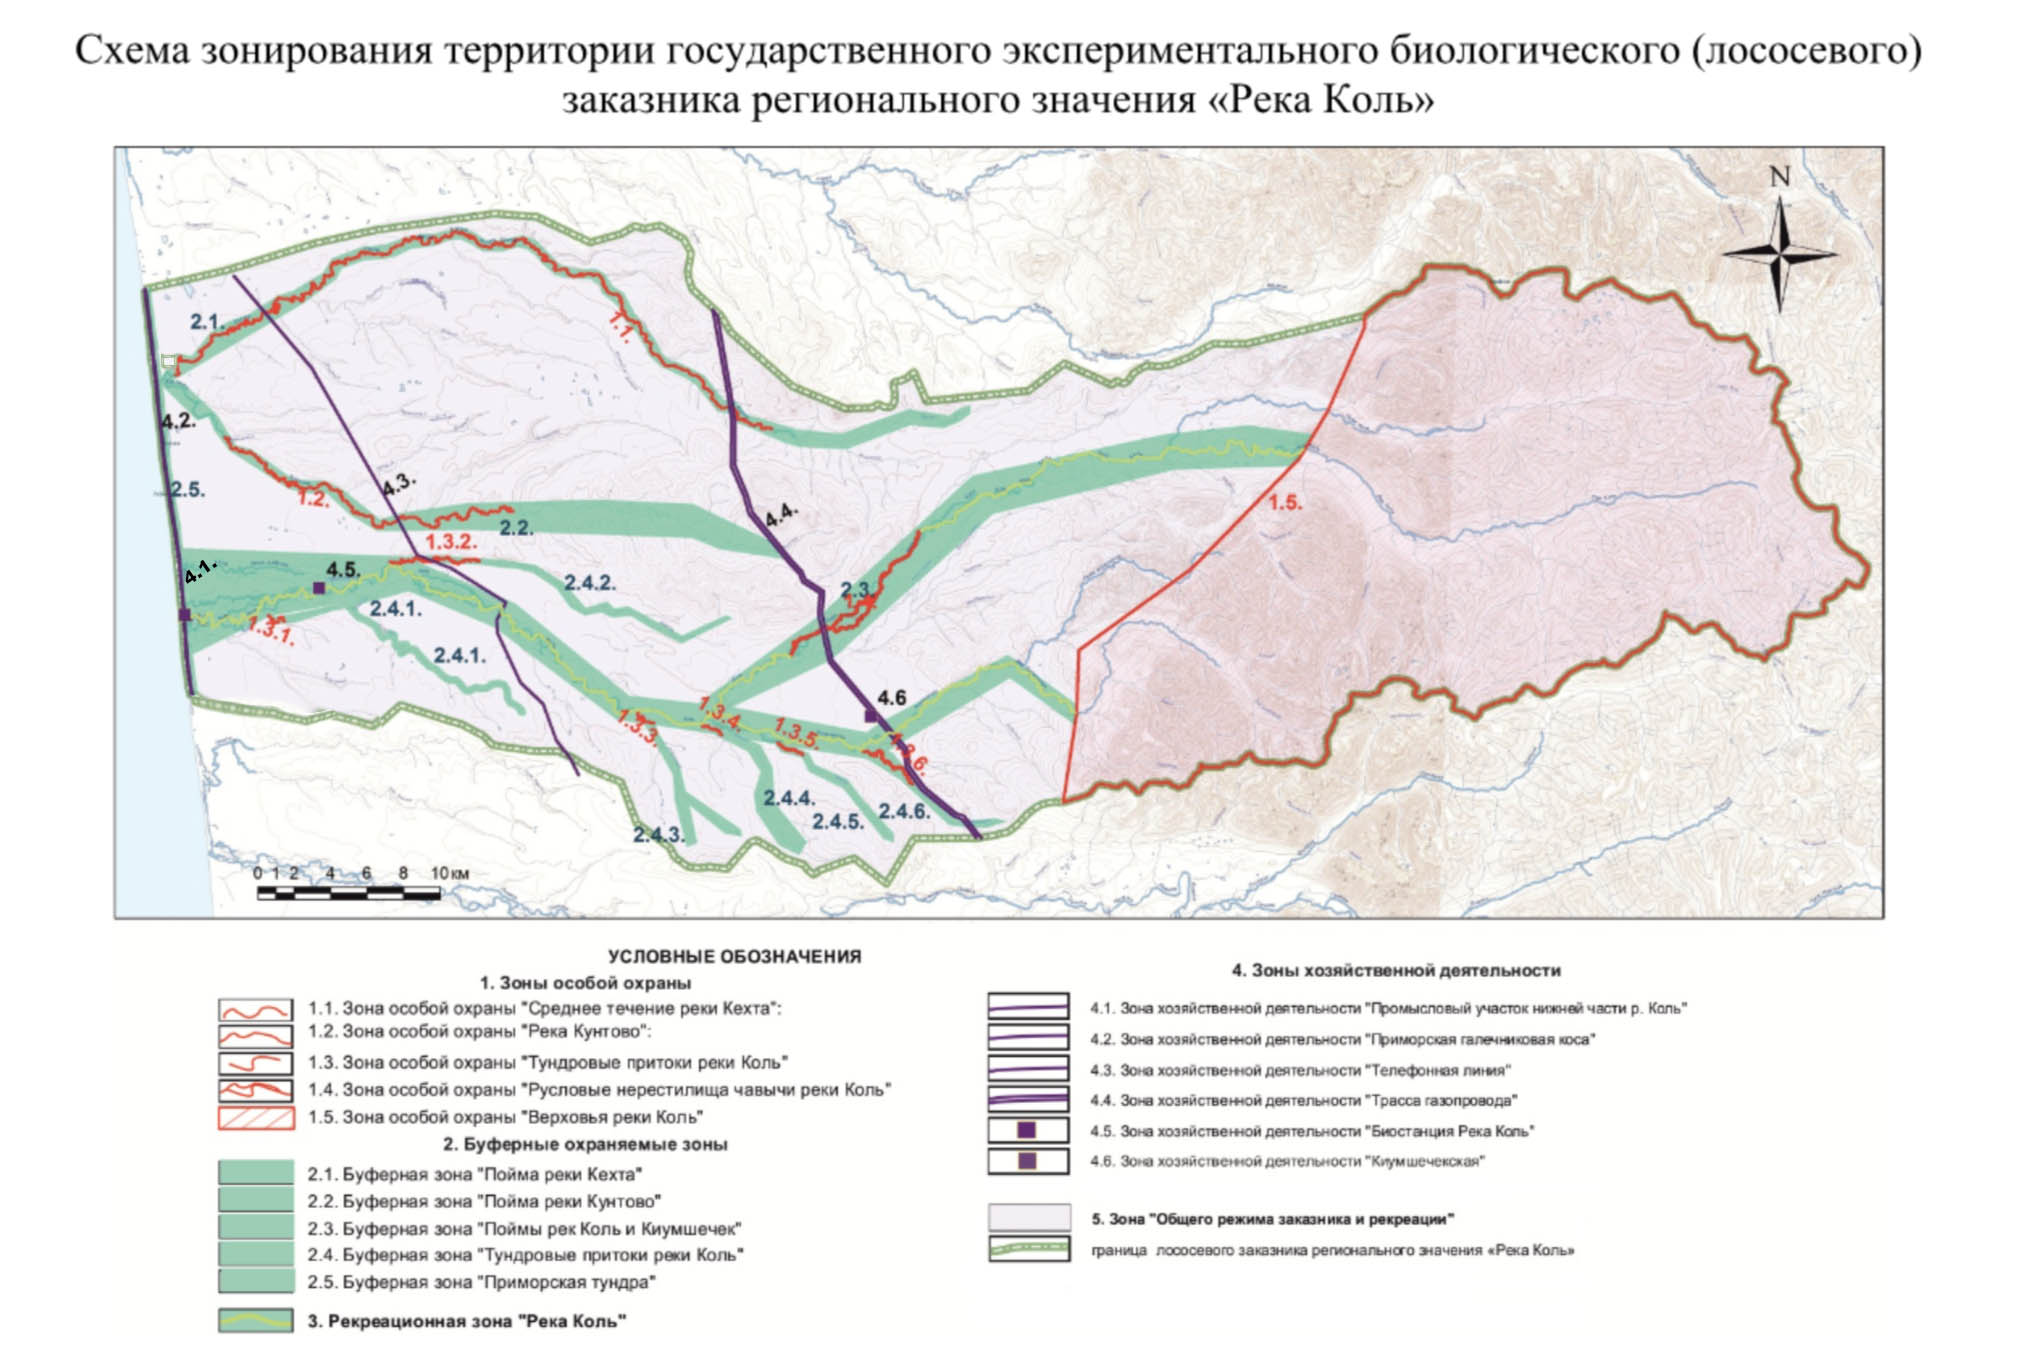 Схема зонирования территории государственного экспериментального биологического (лососевого)
заказника регионального значения «Река Коль»
N
2.1.
1.1.
4.2.
2.5.
1.2.
4.3.
2.2.
4.4.
1.5.
1.3.2.
4.1.
4.5.
2.4.2.
2.3.
2.4.1.
1.3.1.
2.4.1.
4.6
1.3.3.
1.3.4.
1.3.5.
2.4.4.
2.4.5.
2.4.6.
2.4.3.
0 1 2 4 6 8 10 км
УСЛОВНЫЕ ОБОЗНАЧЕНИЯ
1. Зоны особой охраны
1.1. Зона особой охраны "Среднее течение реки Кехта":
1.2. Зона особой охраны "Река Кунтово":
1.3. Зона особой охраны "Тундровые притоки реки Коль"
1.4. Зона особой охраны "Русловые нерестилища чавычи реки Коль"
1.5. Зона особой охраны "Верховья реки Коль"
2. Буферные охраняемые зоны
2.1. Буферная зона "Пойма реки Кехта"
2.2. Буферная зона "Пойма реки Кунтово"
2.3. Буферная зона "Поймы рек Коль и Киумшечек"
2.4. Буферная зона "Тундровые притоки реки Коль"
2.5. Буферная зона "Приморская тундра"
3. Рекреационная зона "Река Коль"
4. Зоны хозяйственной деятельности
4.1. Зона хозяйственной деятельности "Промысловый участок нижней части р. Коль"
4.2. Зона хозяйственной деятельности "Приморская галечниковая коса"
4.3. Зона хозяйственной деятельности "Телефонная линия"
4.4. Зона хозяйственной деятельности "Трасса газопровода"
4.5. Зона хозяйственной деятельности "Биостанция Река Коль"
4.6. Зона хозяйственной деятельности "Киумшечекская"
5. Зона "Общего режима заказника и рекреации"
граница лососевого заказника регионального значения «Река Коль»